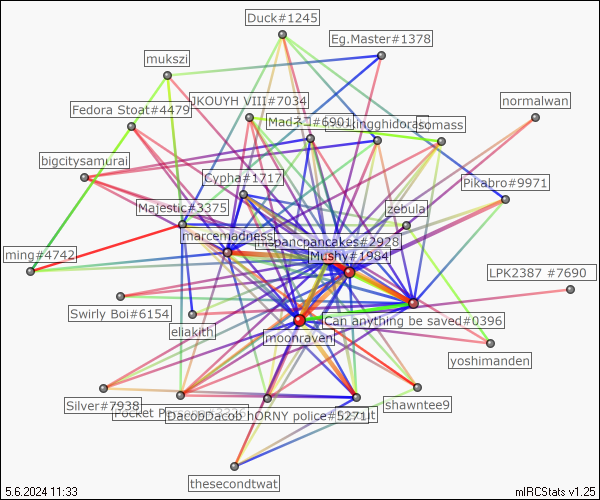 Duck#1245
Eg.Master#1378
mukszi
JKOUYH VIII#7034
normalwan
Fedora Stoat#4479
Madネコ#6901
somass
bigcitysamurai
Cypha#1717
Pikabro#9971
Majestic#3375
zebula
marcemadness
hispancpancakes#2928
ming#4742
Mushy#1984
LPK2387 #7690
Swirly Boi#6154
Can anything be saved#0396
eliakith
moonraven
yoshimanden
Silver#7938
DacobDacob
hORNY police#5271
shawntee9
thesecondtwat
5.6.2024 11:33
mIRCStats v1.25